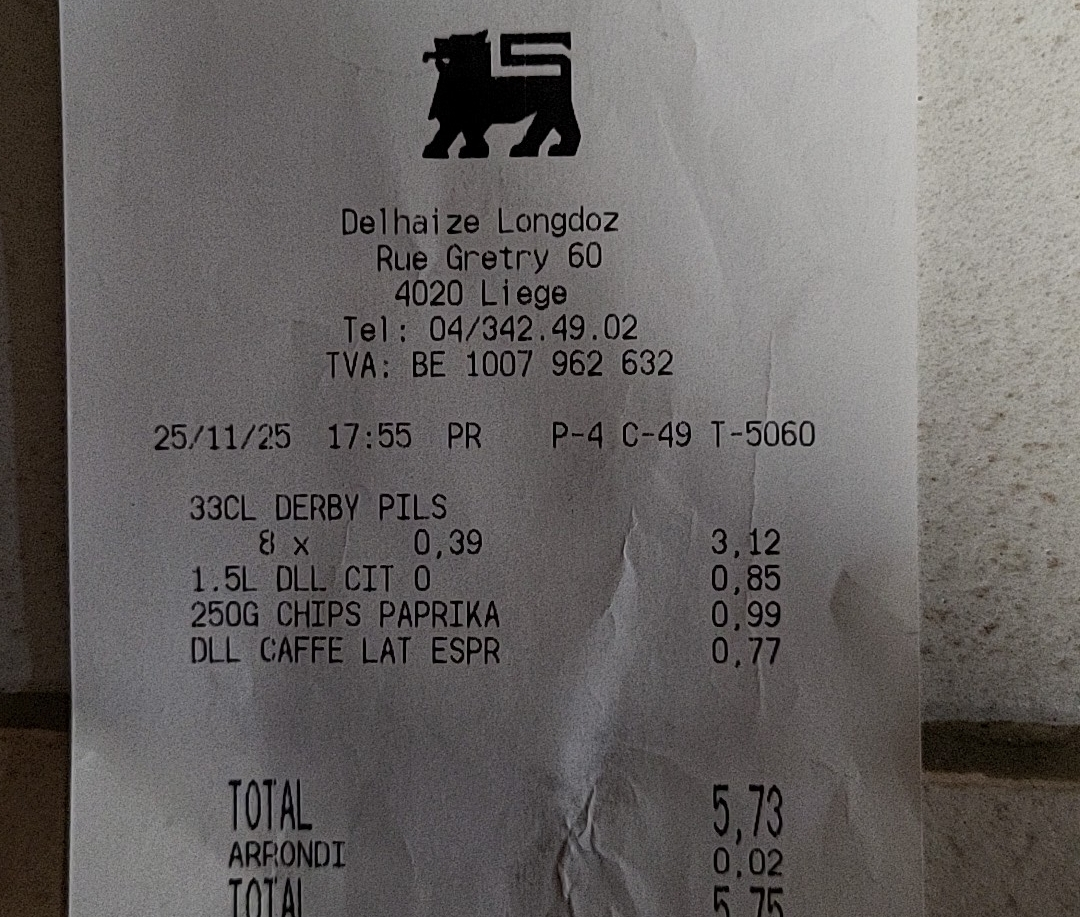 Delhaize Longdoz
Rue Gretry 60
4020 Liege
Tel: 04/342.49.02
TVA: BE 1007 962 632
25/11/25 17:55 PR P-4 C-49 T-5060
33CL DERBY PILS
8 x 0,39 3,12
1.5L DLL CIT 0 0,85
250G CHIPS PAPRIKA 0,99
DLL CAFFE LAT ESPR 0,77
TOTAL 5,73
ARRONDI 0,02
TOTAL 5,75